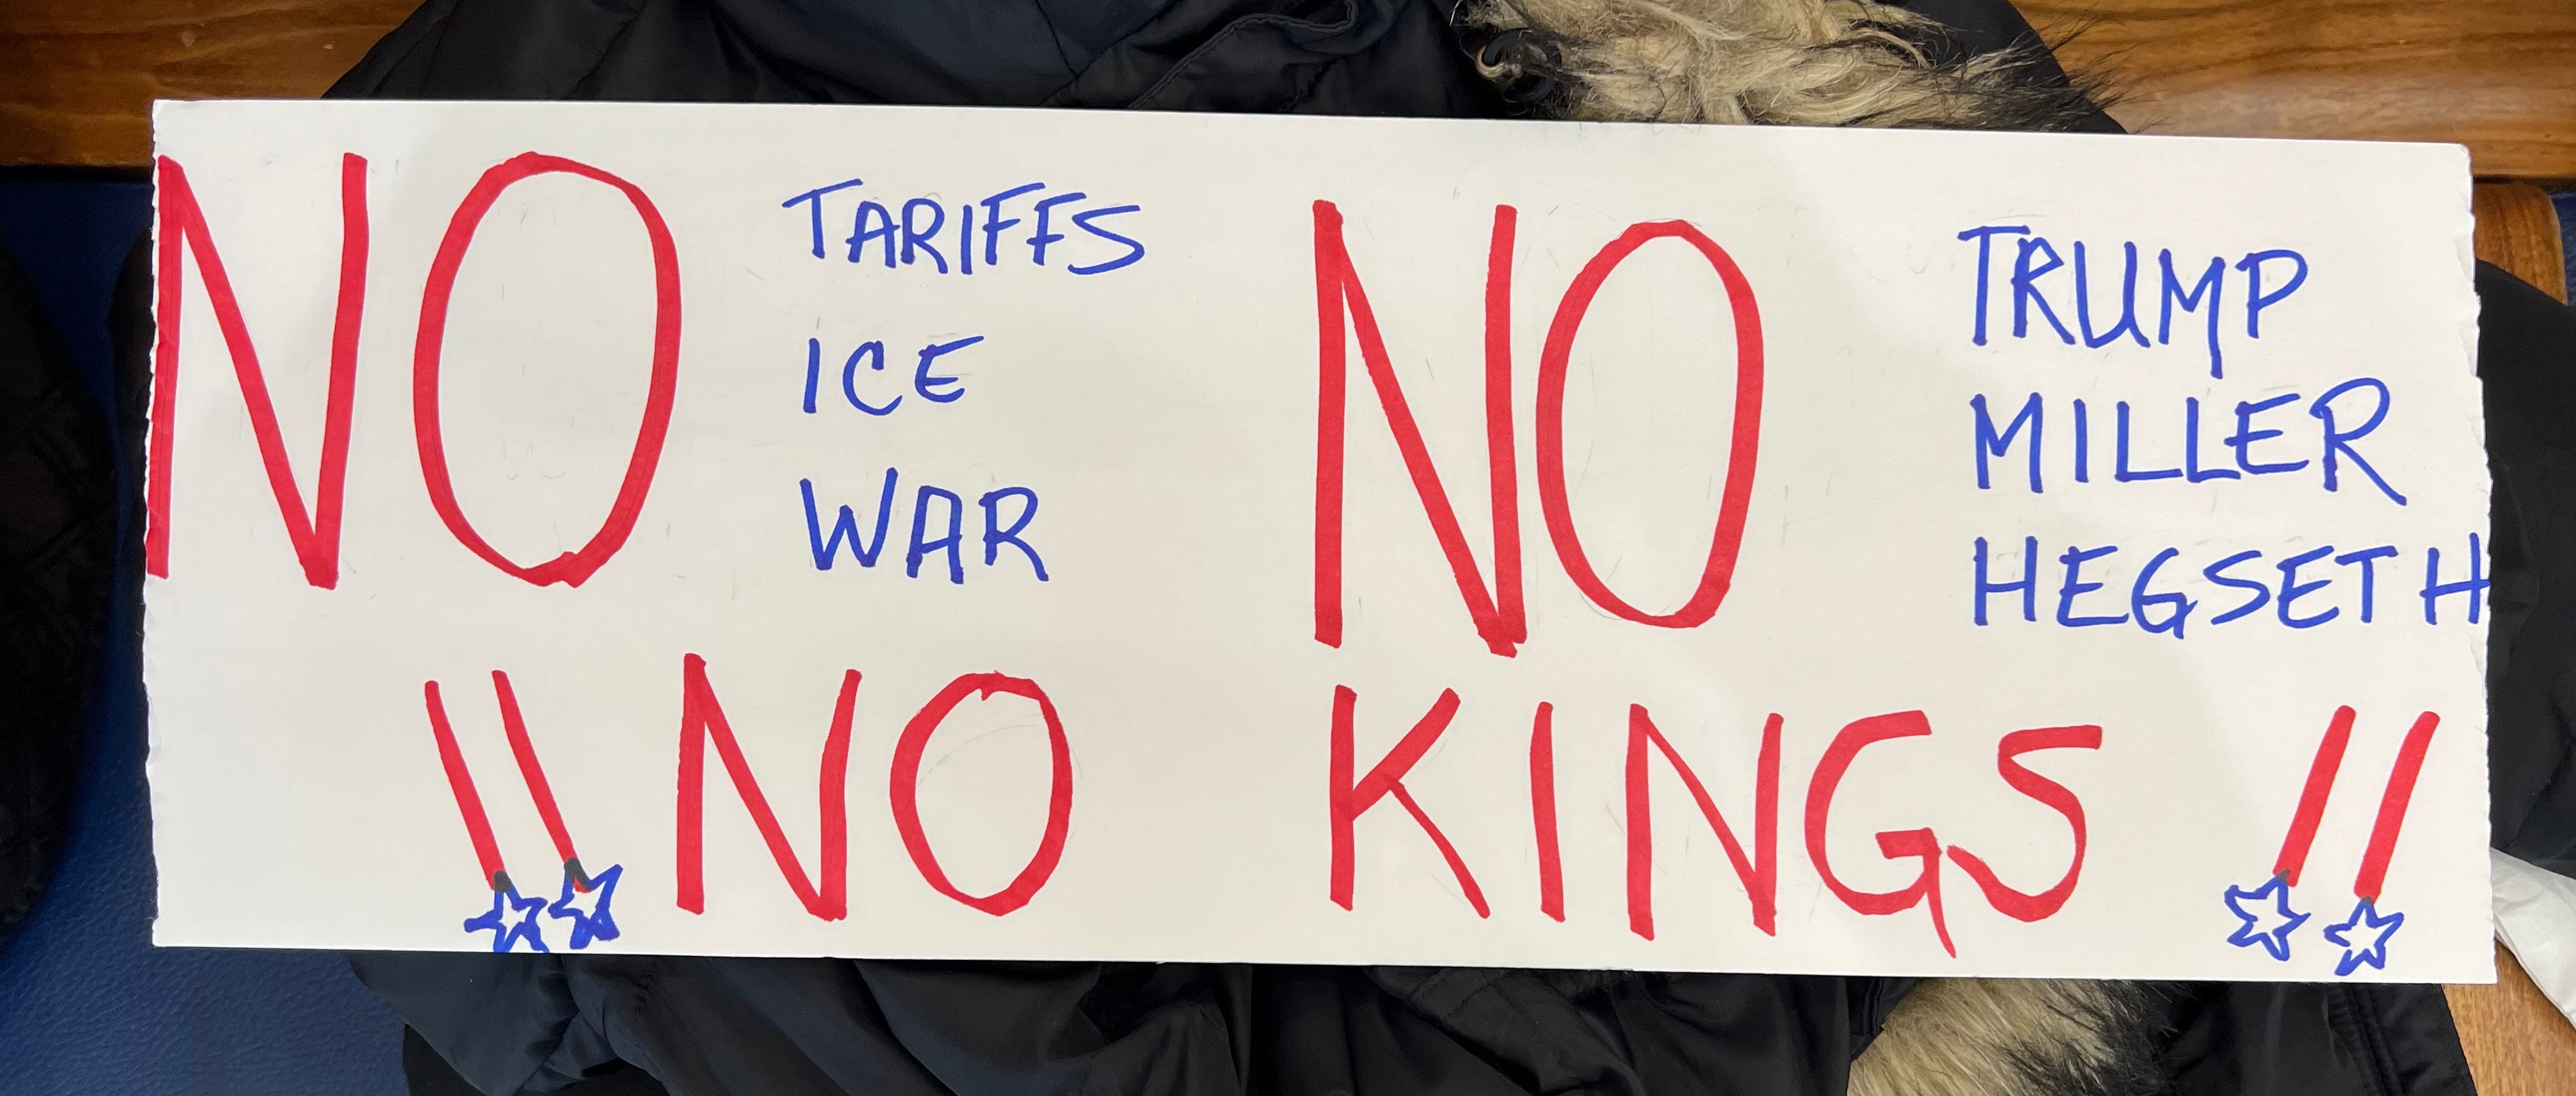 NO TARIFFS ICE WAR
NO TRUMP MILLER HEGSETH
!! NO KINGS !!